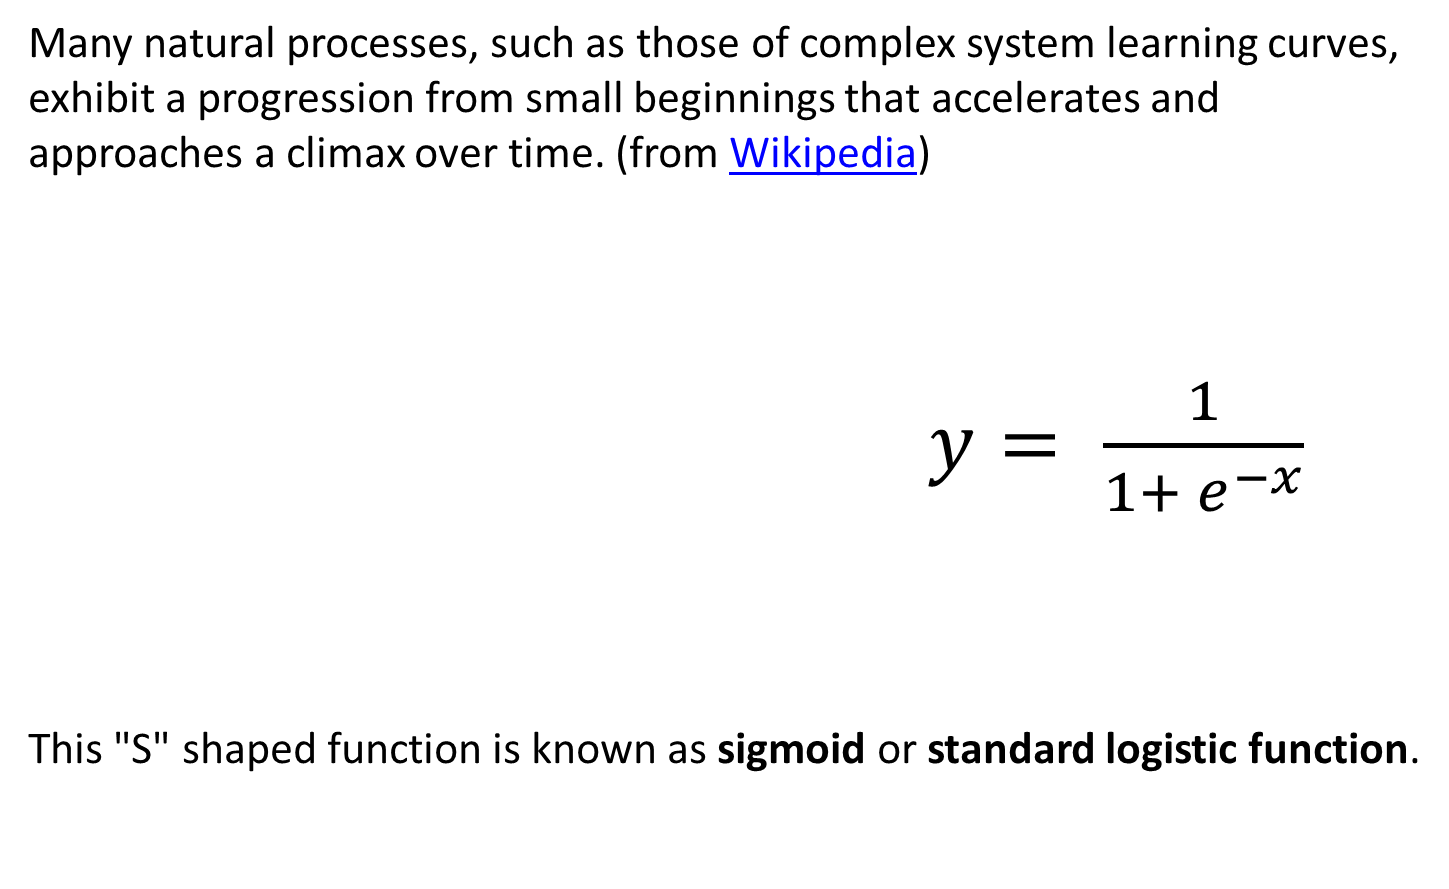 Many natural processes, such as those of complex system learning curves,
exhibit a progression from small beginnings that accelerates and
approaches a climax over time. (from Wikipedia)
y = 1 / (1+ e^−x)
This "S" shaped function is known as sigmoid or standard logistic function.